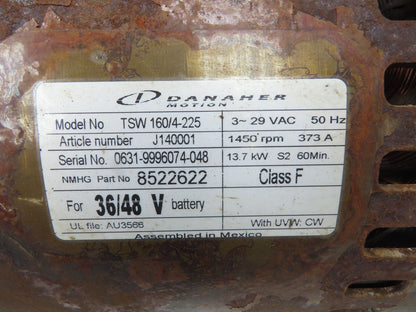 DANAHER
MOTION
Model No TSW 160/4-225 3~ 29 VAC 50 Hz
Article number J140001 1450 rpm 373 A
Serial No. 0631-9996074-048 13.7 kW S2 60Min.
NMHG Part No 8522622 Class F
For 36/48 V battery
UL file: AU3566 With UVW: CW
Assembled in Mexico